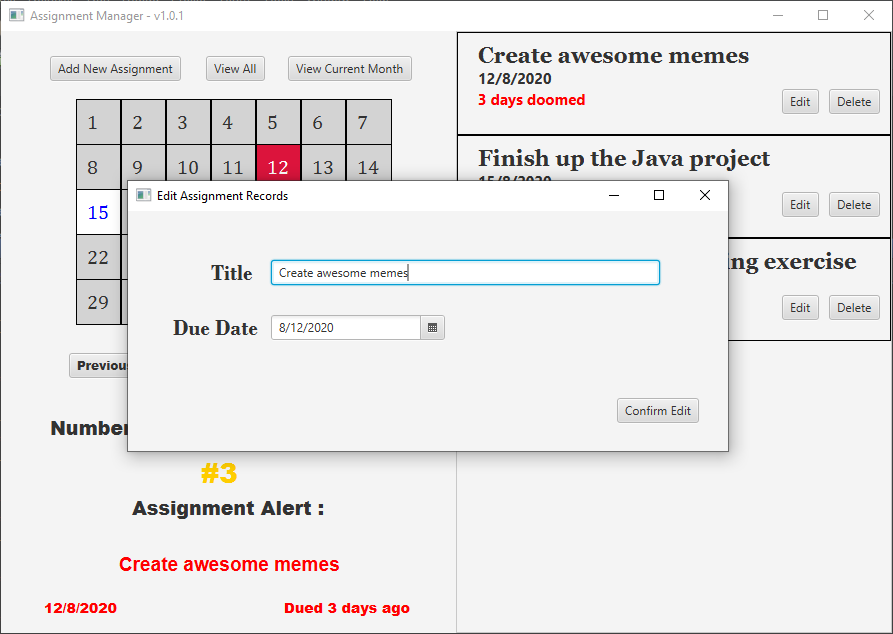 Assignment Manager - v1.0.1
Add New Assignment View All View Current Month
1 2 3 4 5 6 7
8 9 10 11 12 13 14
15
22
29
Previous
Number
#3
Assignment Alert :
Create awesome memes
12/8/2020 Dued 3 days ago
Create awesome memes
12/8/2020
3 days doomed
Edit Delete
Finish up the Java project
15/8/2020
Edit Delete
ing exercise
Edit Delete
Edit Assignment Records
Title Create awesome memes
Due Date 8/12/2020
Confirm Edit